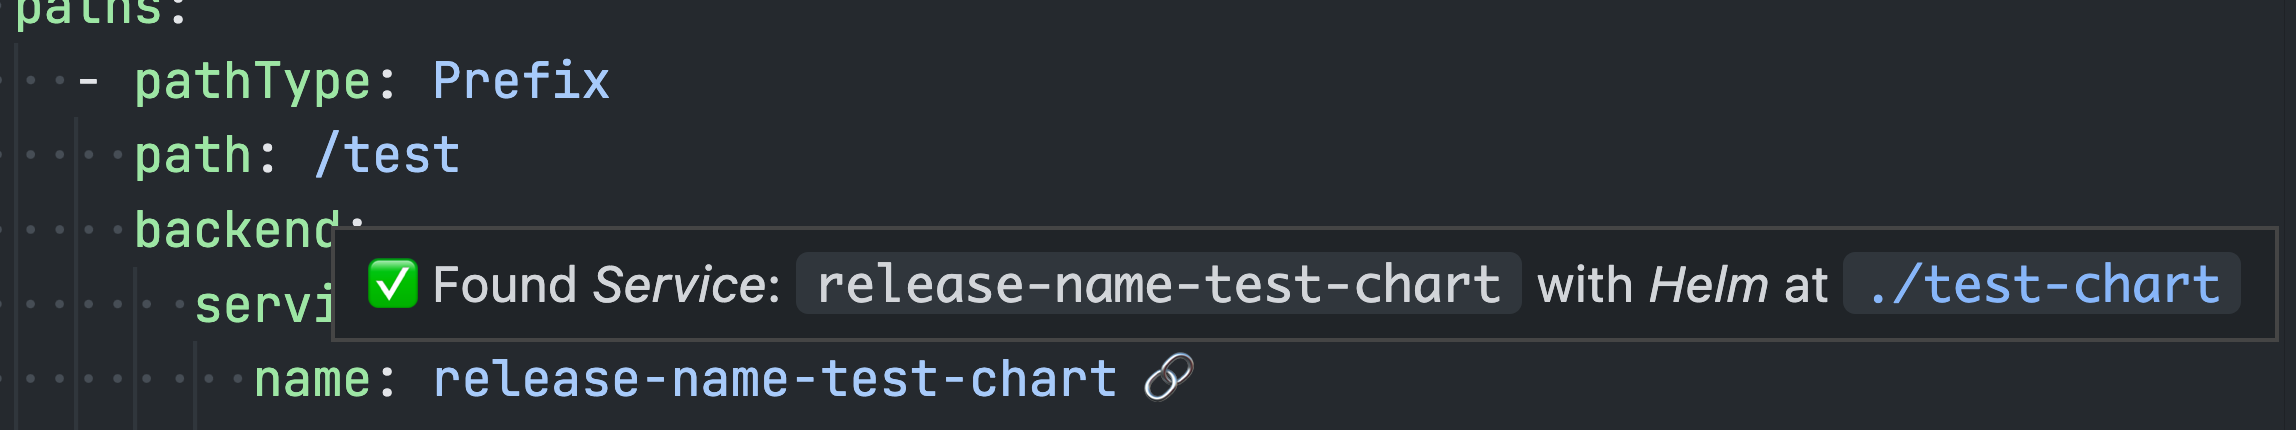 paths:
- pathType: Prefix
path: /test
backend:
✅ Found Service: release-name-test-chart with Helm at ./test-chart
servi
name: release-name-test-chart 🔗